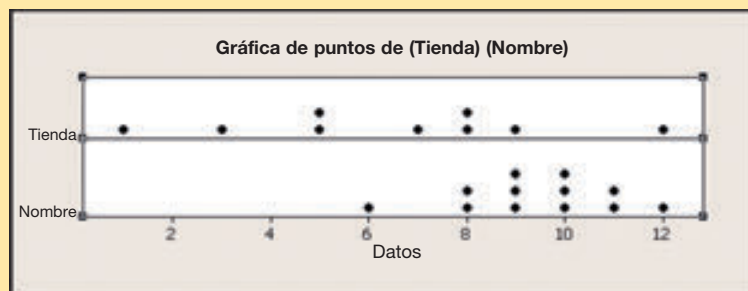 Gráfica de puntos de (Tienda) (Nombre)
Tienda
Nombre
2 4 6 8 10 12
Datos